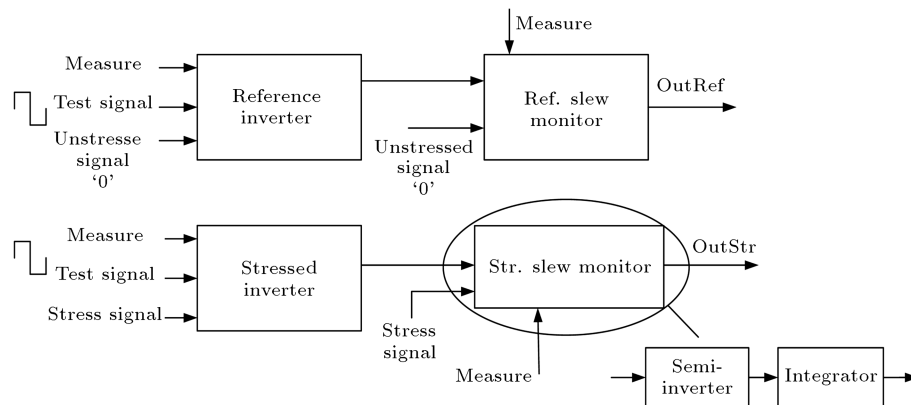 Measure
Measure
Test signal
Reference
inverter
Ref. slew
monitor
OutRef
Unstresse
signal
‘0’
Unstressed
signal
‘0’
Measure
Test signal
Stress signal
Stressed
inverter
Str. slew monitor
OutStr
Stress
signal
Measure
Semi-
inverter
Integrator